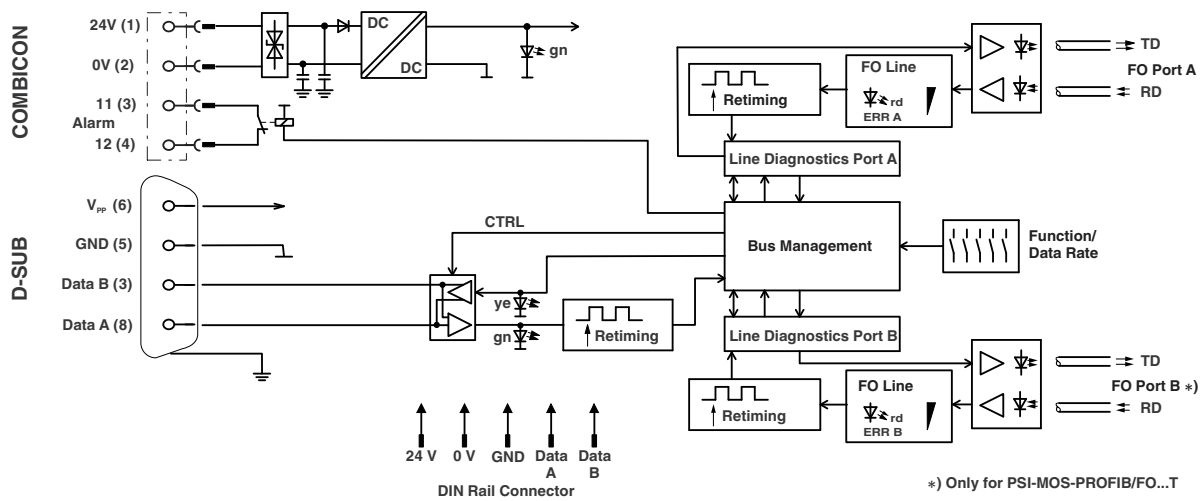 COMBICON
24V (1)
0V (2)
11 (3)
Alarm
12 (4)
DC
DC
gn
D-SUB
VPP (6)
GND (5)
Data B (3)
Data A (8)
CTRL
ye
gn
Retiming
Retiming
FO Line
rd
ERR A
TD
FO Port A
RD
Line Diagnostics Port A
Bus Management
Function/
Data Rate
Line Diagnostics Port B
Retiming
FO Line
rd
ERR B
TD
FO Port B *)
RD
24 V 0 V GND Data Data
A B
DIN Rail Connector
*) Only for PSI-MOS-PROFIB/FO...T